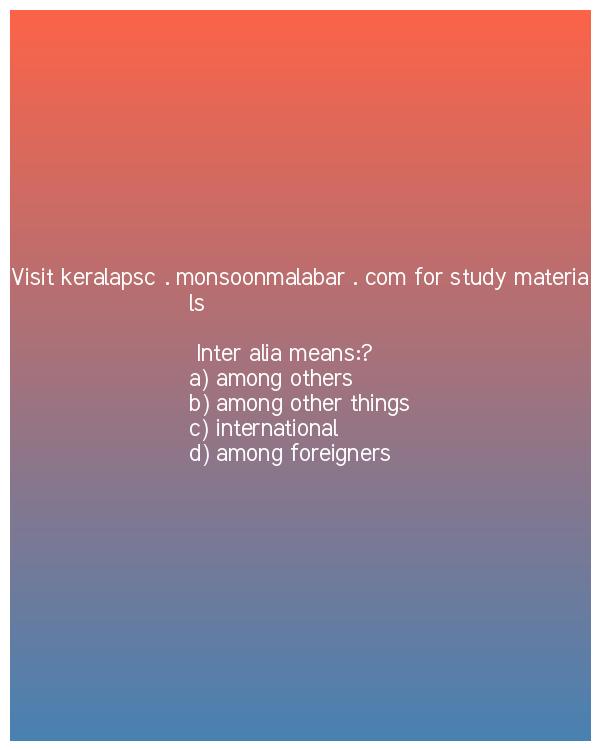 Visit keralapsc . monsoonmalabar . com for study materia
ls
Inter alia means:?
a) among others
b) among other things
c) international
d) among foreigners